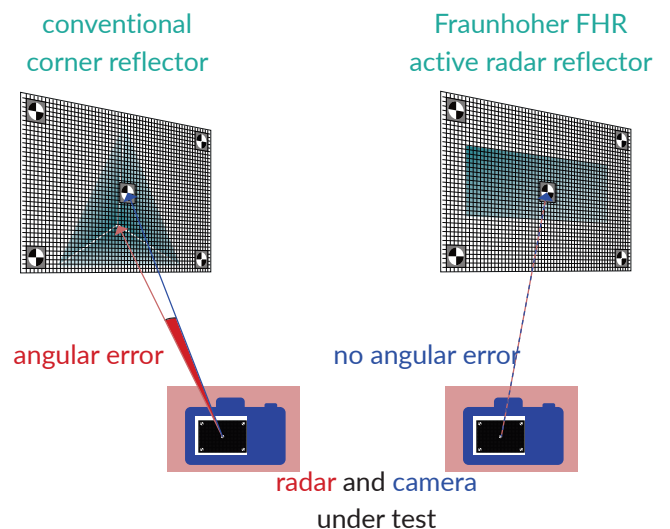 conventional
corner reflector
Fraunhoher FHR
active radar reflector
angular error
no angular error
radar and camera
under test